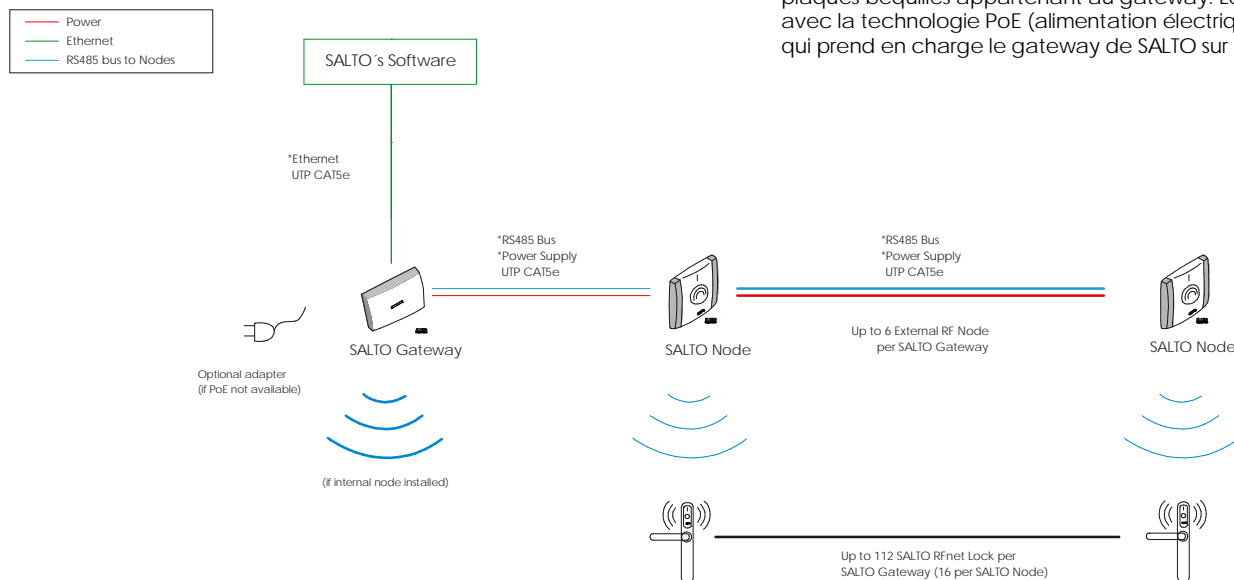 plaques béquilles appartenant au gateway.
avec la technologie PoE (alimentation électriq
qui prend en charge le gateway de SALTO sur
Power
Ethernet
RS485 bus to Nodes
SALTO´s Software
*Ethernet
UTP CAT5e
*RS485 Bus
*Power Supply
UTP CAT5e
*RS485 Bus
*Power Supply
UTP CAT5e
Up to 6 External RF Node
per SALTO Gateway
SALTO Gateway
SALTO Node
SALTO Node
Optional adapter
(if PoE not available)
(if internal node installed)
Up to 112 SALTO RFnet Lock per
SALTO Gateway (16 per SALTO Node)